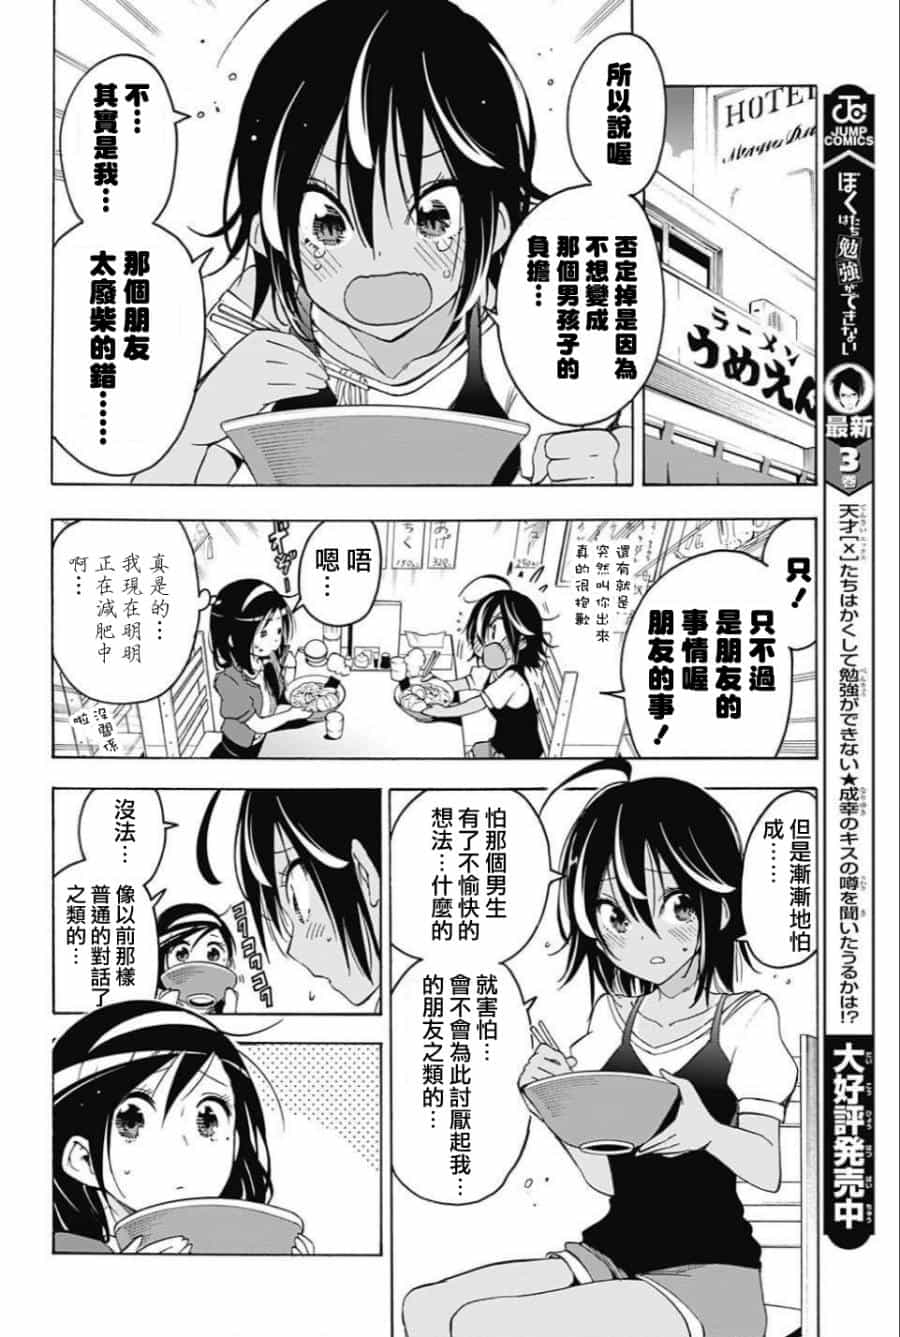 HOTEL
ラーメン
うめえん
所以說喔
否定掉是因為
不想變成
那個男孩子的
負擔…
不…
其實是我…
那個朋友
太廢柴的錯……
只!
只不過
是朋友的
事情喔
朋友的事!
還有就是
突然叫你出來
真的很抱歉
唔
嗯…
真是的…
我現在明明
正在減肥中
啊…
沒關係
啦
但是漸漸地怕
成……
怕那個男生
有了不愉快的
想法…什麼的
就害怕…
會不會為此討厭起我…
的朋友之類的…
沒法…
像以前那樣
普通的對話了
之類的…
コクコクコク
JUMP
COMICS
ぼくたちは勉強ができない
最新
3巻
天才[x]たちはかくして勉強ができない★成幸のキスの噂を聞いたうるかは!?
大好評発売中